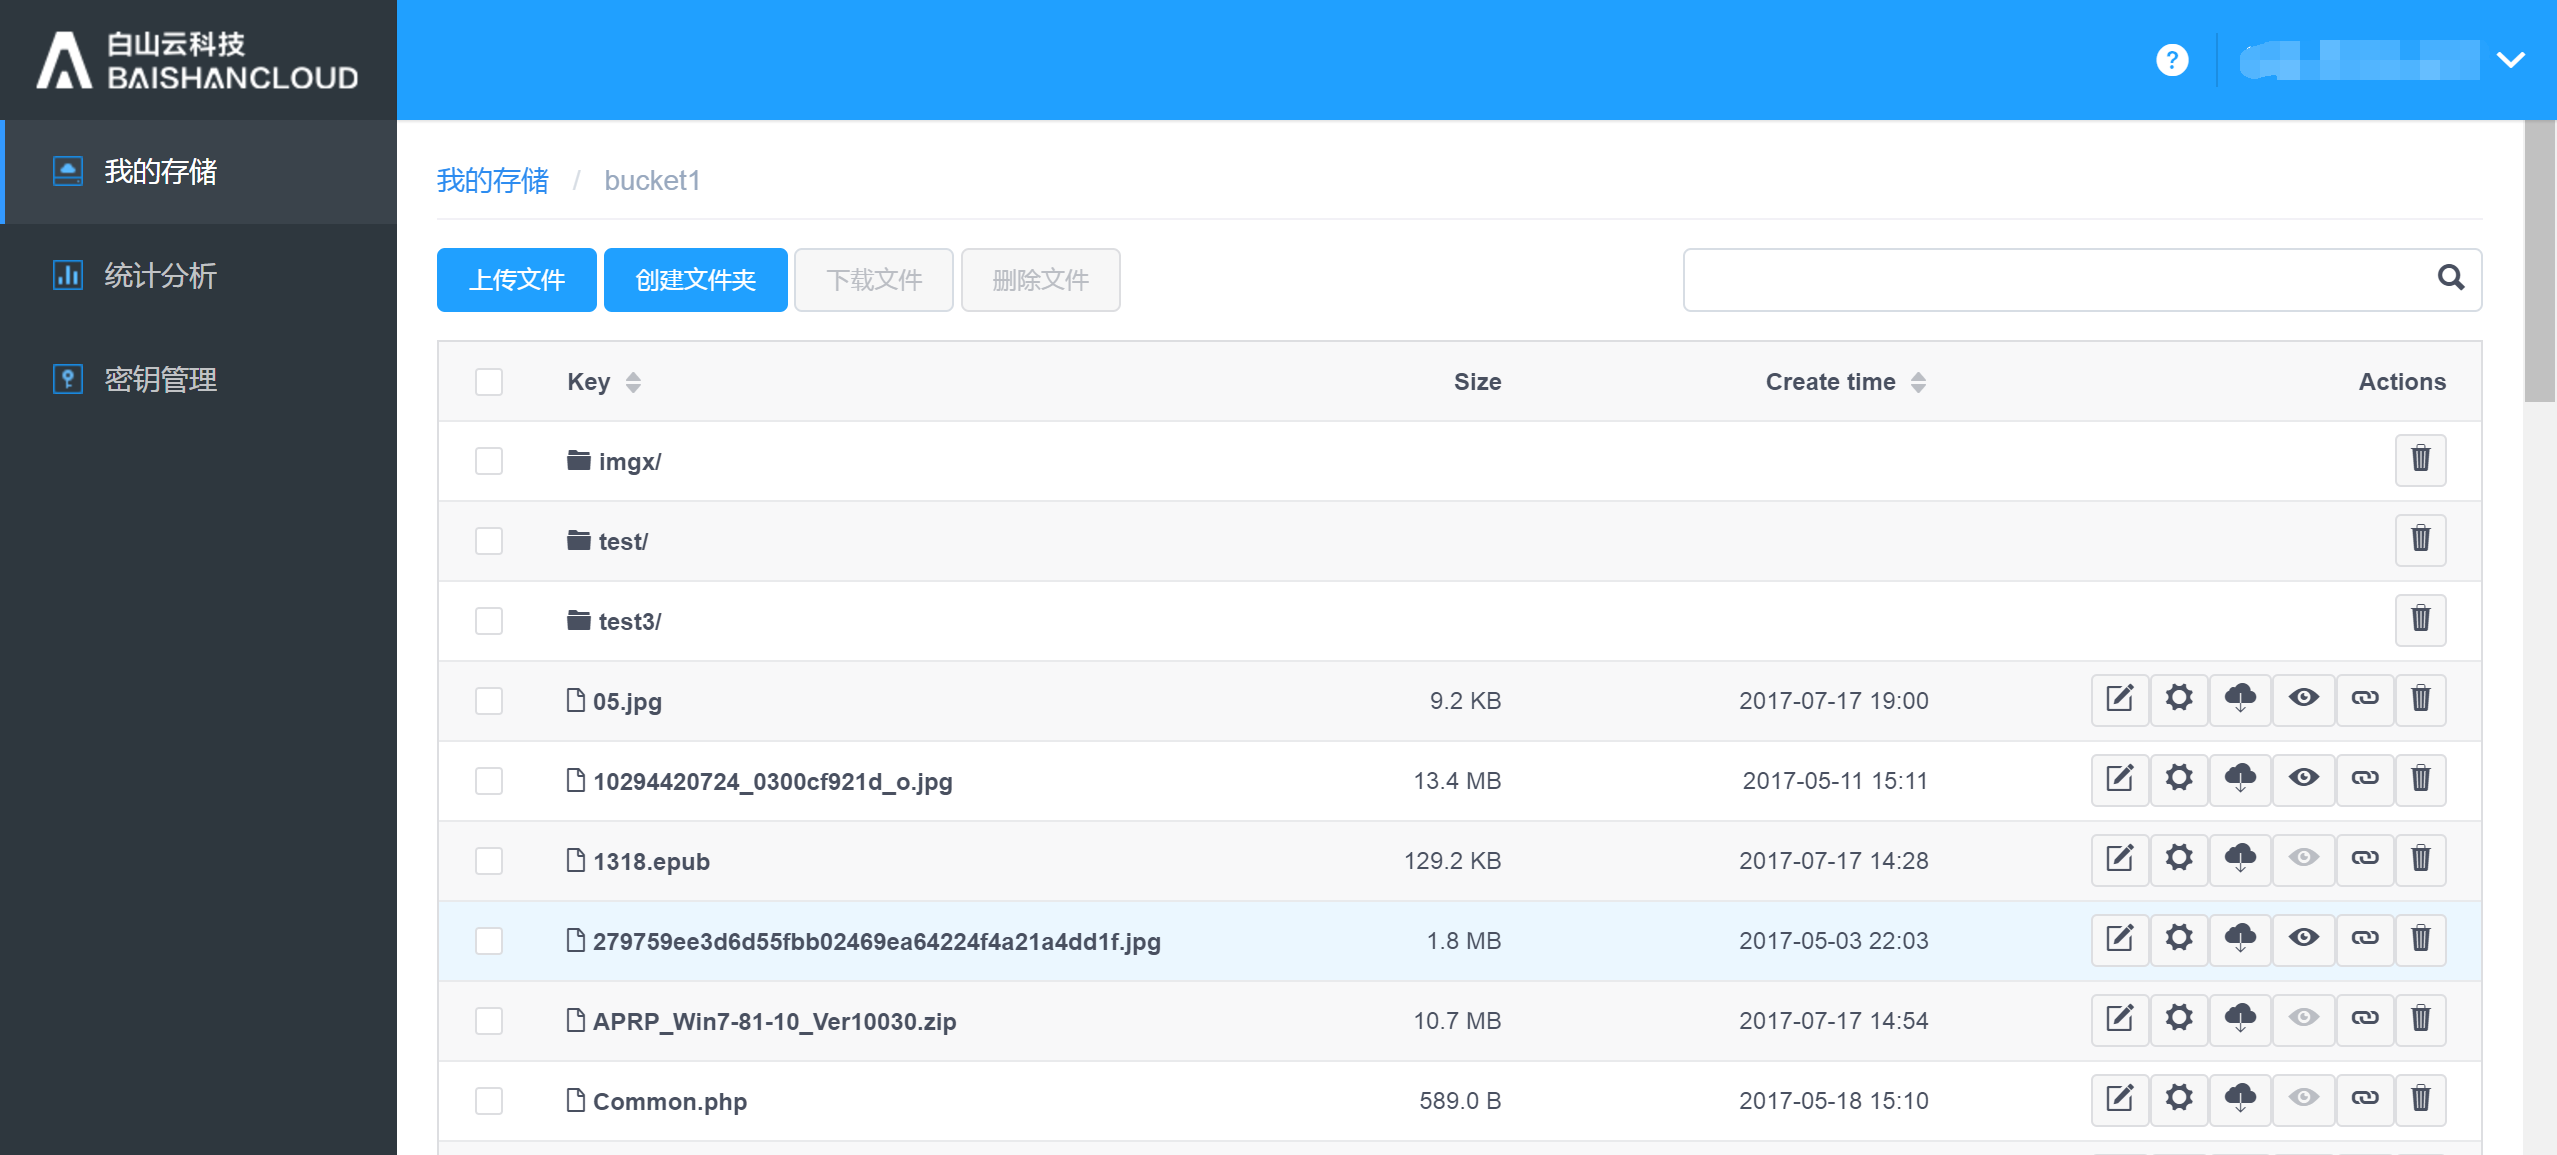 白山云科技
BAISHANCLOUD
?
我的存储
统计分析
密钥管理
我的存储 / bucket1
上传文件 创建文件夹 下载文件 删除文件
Key Size Create time Actions
imgx/
test/
test3/
05.jpg 9.2 KB 2017-07-17 19:00
10294420724_0300cf921d_o.jpg 13.4 MB 2017-05-11 15:11
1318.epub 129.2 KB 2017-07-17 14:28
279759ee3d6d55fbb02469ea64224f4a21a4dd1f.jpg 1.8 MB 2017-05-03 22:03
APRP_Win7-81-10_Ver10030.zip 10.7 MB 2017-07-17 14:54
Common.php 589.0 B 2017-05-18 15:10